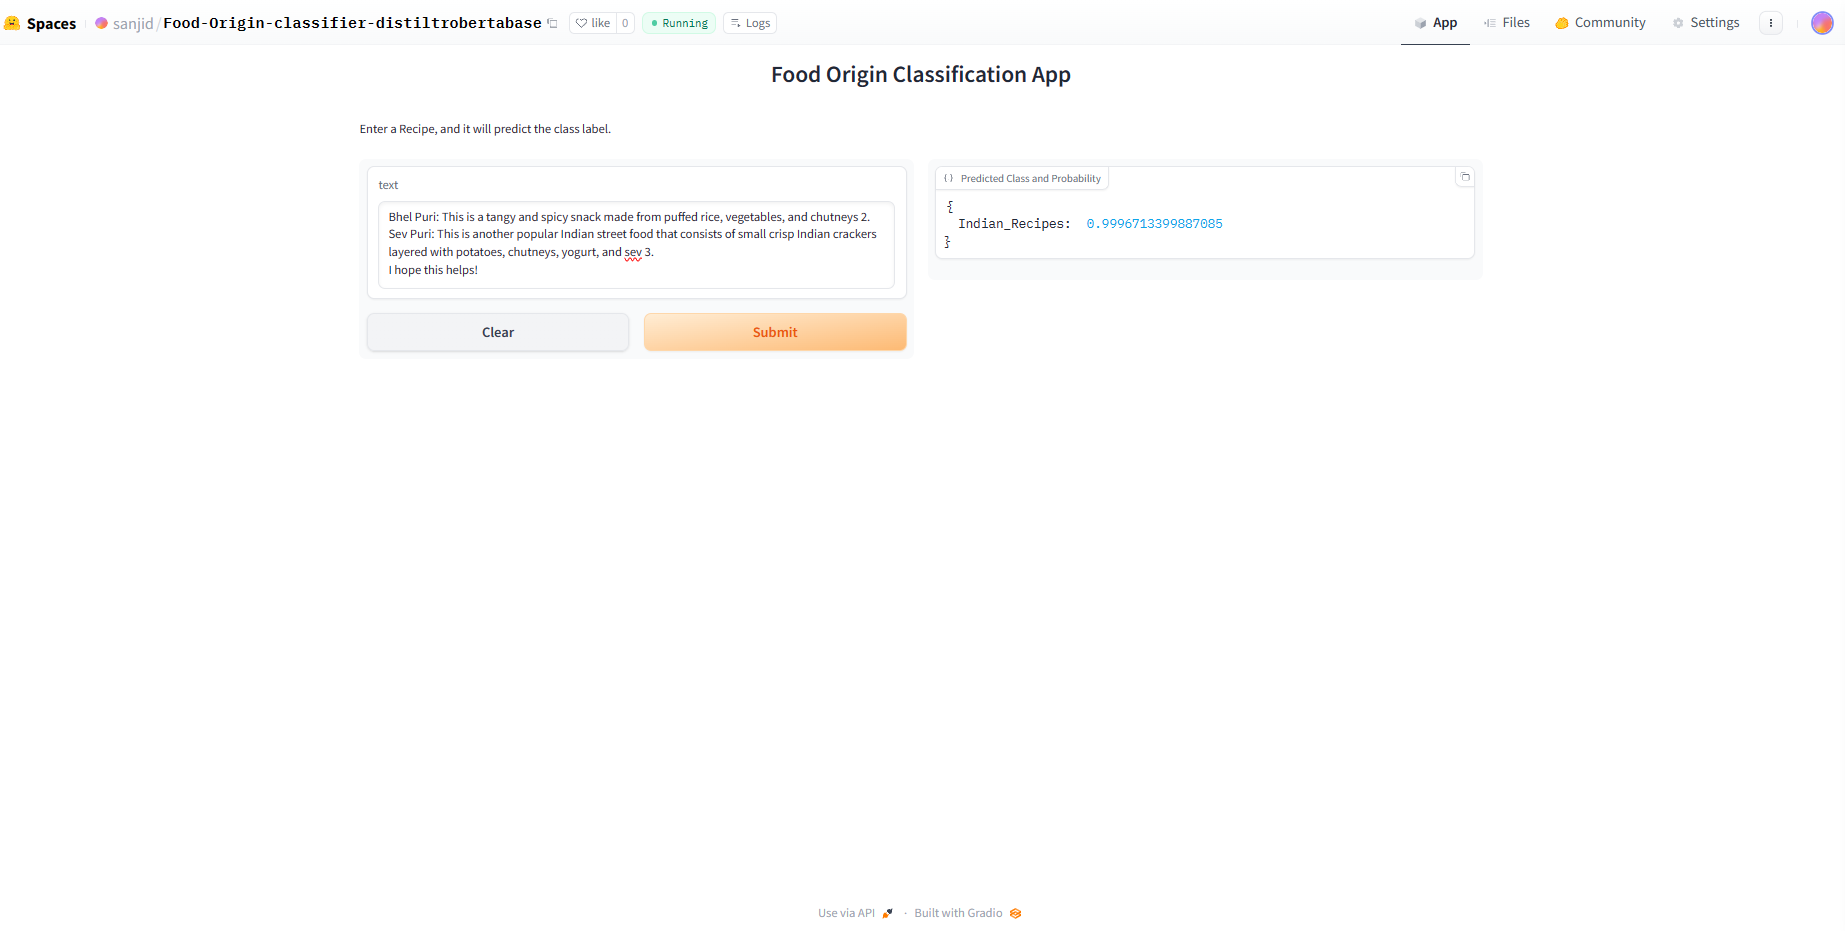 Spaces sanjid/Food-Origin-classifier-distiltrobertabase like 0 Running Logs App Files Community Settings
Food Origin Classification App
Enter a Recipe, and it will predict the class label.
text
Bhel Puri: This is a tangy and spicy snack made from puffed rice, vegetables, and chutneys 2.
Sev Puri: This is another popular Indian street food that consists of small crisp Indian crackers
layered with potatoes, chutneys, yogurt, and sev 3.
I hope this helps!
Clear Submit
{} Predicted Class and Probability
{
Indian_Recipes: 0.9996713399887085
}
Use via API · Built with Gradio